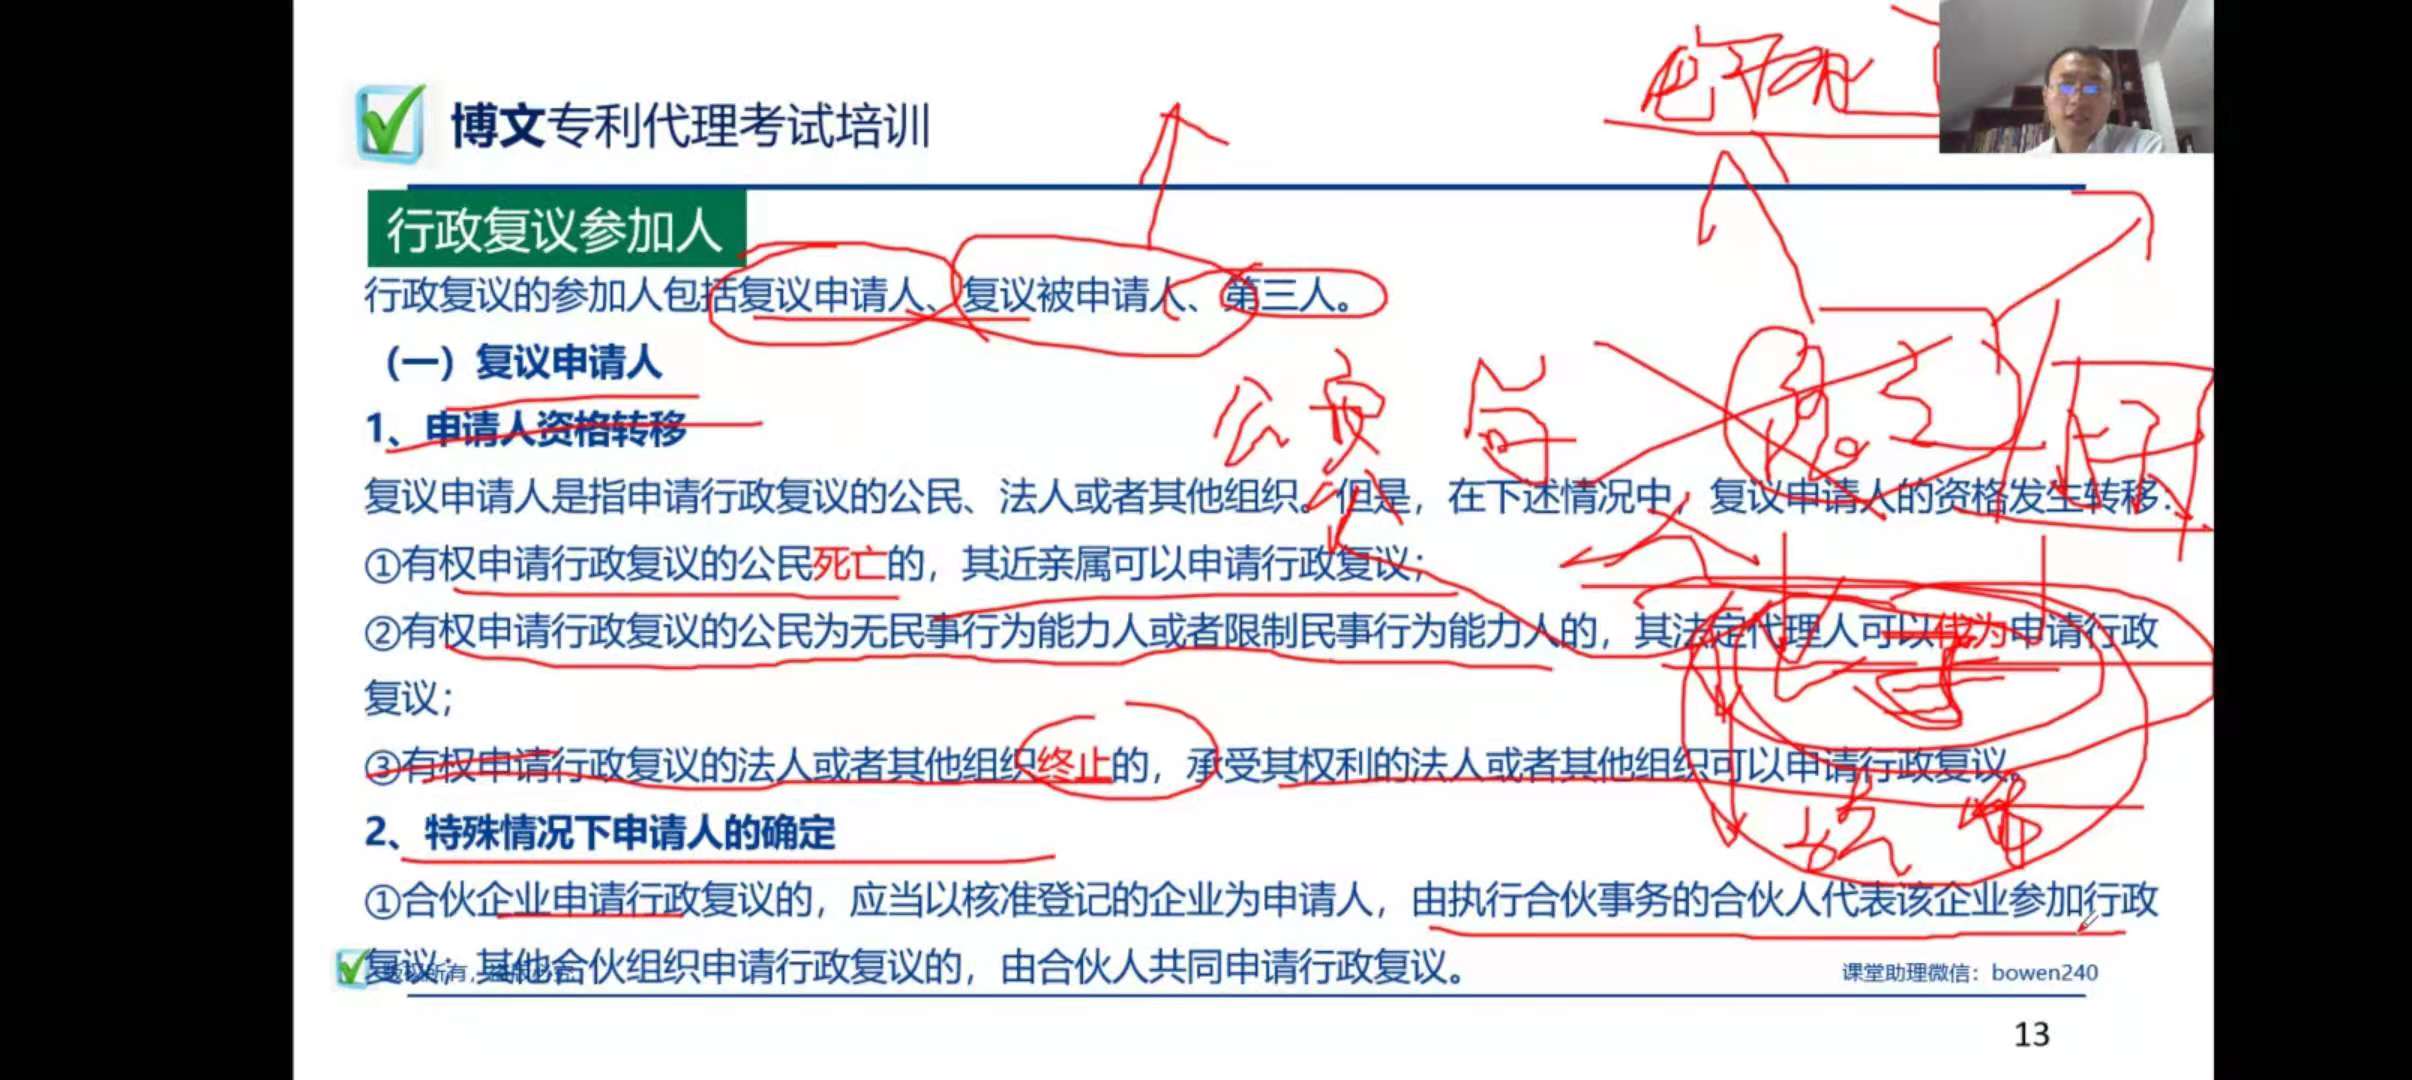 博文专利代理考试培训
行政复议参加人
行政复议的参加人包括复议申请人、复议被申请人、第三人。
（一）复议申请人
1、申请人资格转移
公安局
复议申请人是指申请行政复议的公民、法人或者其他组织。但是，在下述情况中，复议申请人的资格发生转移：
①有权申请行政复议的公民死亡的，其近亲属可以申请行政复议；
②有权申请行政复议的公民为无民事行为能力人或者限制民事行为能力人的，其法定代理人可以代为申请行政
复议；
③有权申请行政复议的法人或者其他组织终止的，承受其权利的法人或者其他组织可以申请行政复议。
2、特殊情况下申请人的确定
①合伙企业申请行政复议的，应当以核准登记的企业为申请人，由执行合伙事务的合伙人代表该企业参加行政
复议；其他合伙组织申请行政复议的，由合伙人共同申请行政复议。
版权所有，盗版必究
课堂助理微信：bowen240
13